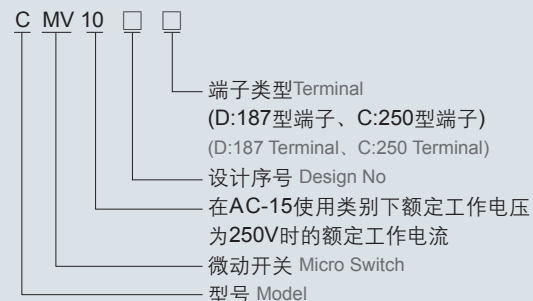 C MV 10 □ □
端子类型Terminal
(D:187型端子、C:250型端子)
(D:187 Terminal、C:250 Terminal)
设计序号 Design No
在AC-15使用类别下额定工作电压
为250V时的额定工作电流
微动开关 Micro Switch
型号 Model